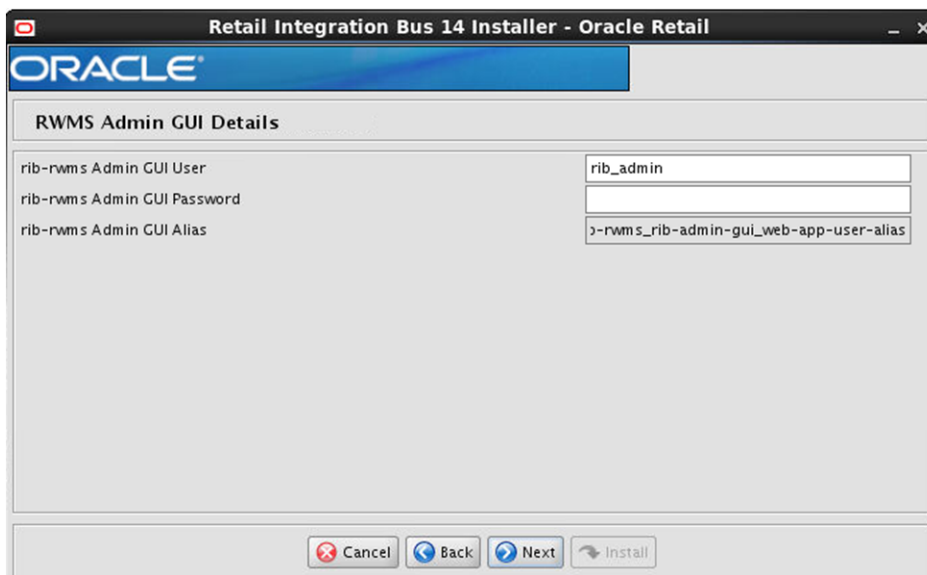 Retail Integration Bus 14 Installer - Oracle Retail
ORACLE
RWMS Admin GUI Details
rib-rwms Admin GUI User rib_admin
rib-rwms Admin GUI Password
rib-rwms Admin GUI Alias -rwms_rib-admin-gui_web-app-user-alias
Cancel Back Next Install